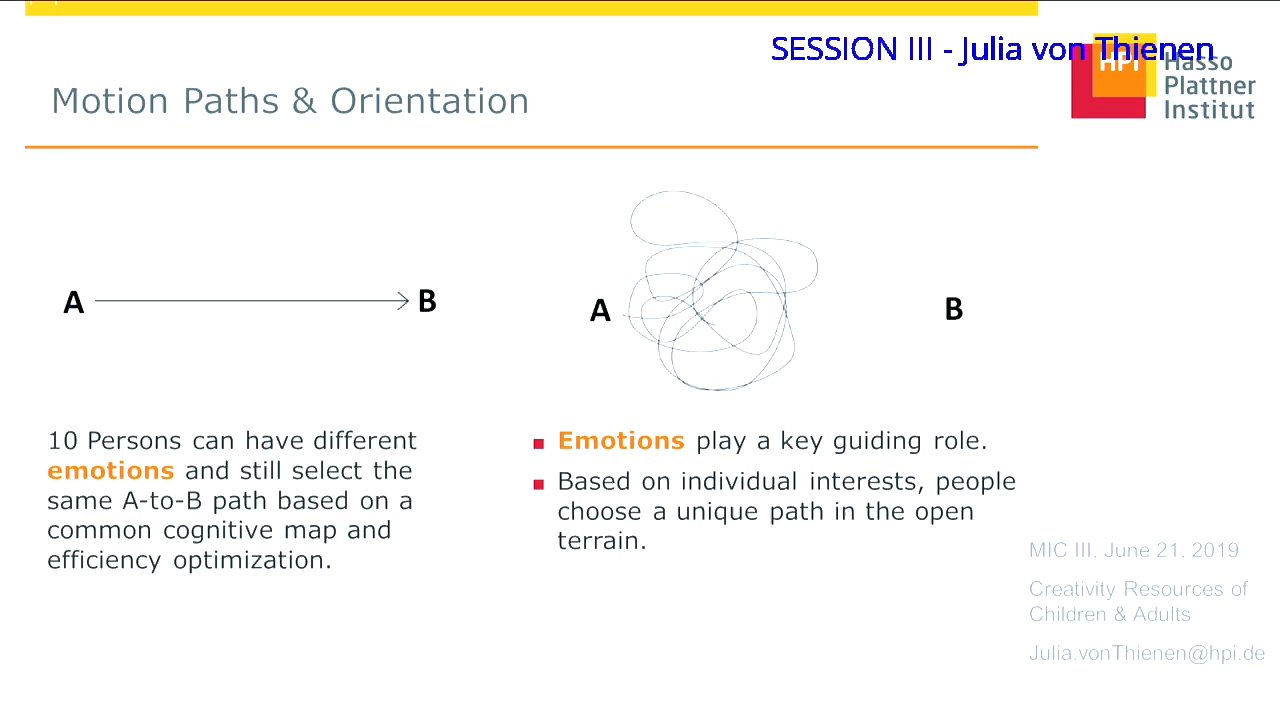 SESSION III - Julia von Thienen
HPI
Hasso
Plattner
Institut
Motion Paths & Orientation
A
B
A
B
10 Persons can have different
emotions and still select the
same A-to-B path based on a
common cognitive map and
efficiency optimization.
Emotions play a key guiding role.
Based on individual interests, people
choose a unique path in the open
terrain.
MIC III, June 21, 2019
Creativity Resources of
Children & Adults
Julia.vonThienen@hpi.de